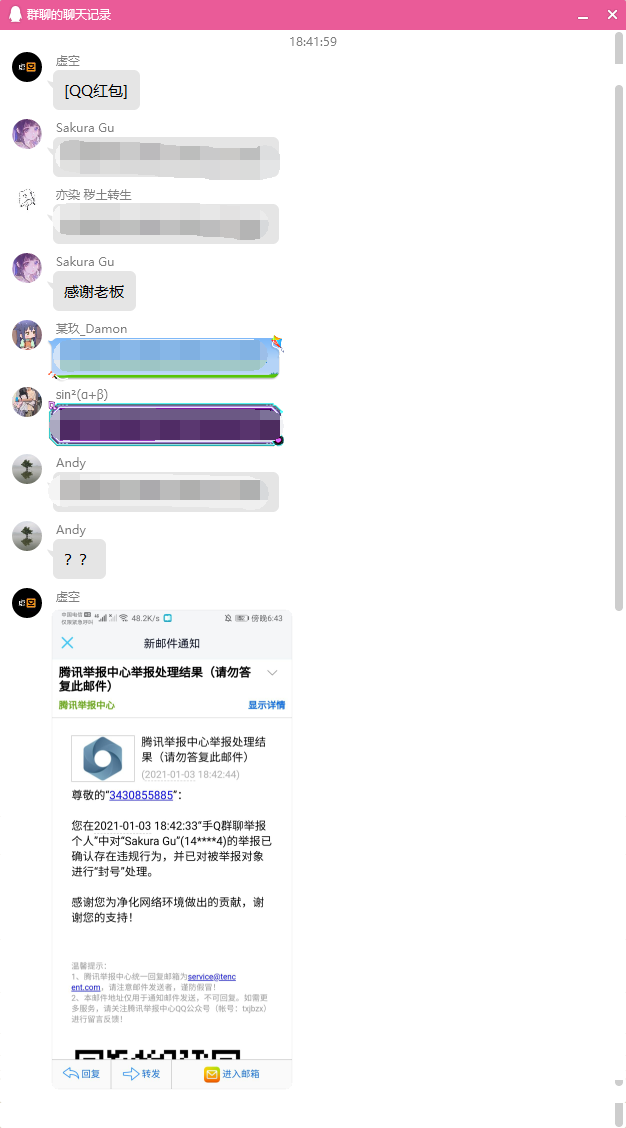 群聊的聊天记录
18:41:59
虚空
[QQ红包]
Sakura Gu
亦染 秽土转生
Sakura Gu
感谢老板
某玖_Damon
sin²(α+β)
Andy
Andy
？？
虚空
中国电信 HD
仅限紧急呼叫
48.2K/s
傍晚6:43
新邮件通知
腾讯举报中心举报处理结果（请勿答
复此邮件）
腾讯举报中心 显示详情
腾讯举报中心举报处理结
果（请勿答复此邮件）
(2021-01-03 18:42:44)
尊敬的“3430855885”：
您在2021-01-03 18:42:33“手Q群聊举报
个人”中对“Sakura Gu”(14****4)的举报已
确认存在违规行为，并已对被举报对象
进行“封号”处理。
感谢您为净化网络环境做出的贡献，谢
谢您的支持！
温馨提示：
1、腾讯举报中心统一回复邮箱为service@tenc
ent.com，请注意邮件发送者，谨防假冒！
2、本邮件地址仅用于通知邮件发送，不可回复。如需更
多服务，请关注腾讯举报中心QQ公众号（帐号：txjbzx）
进行留言反馈！
回复 转发 进入邮箱